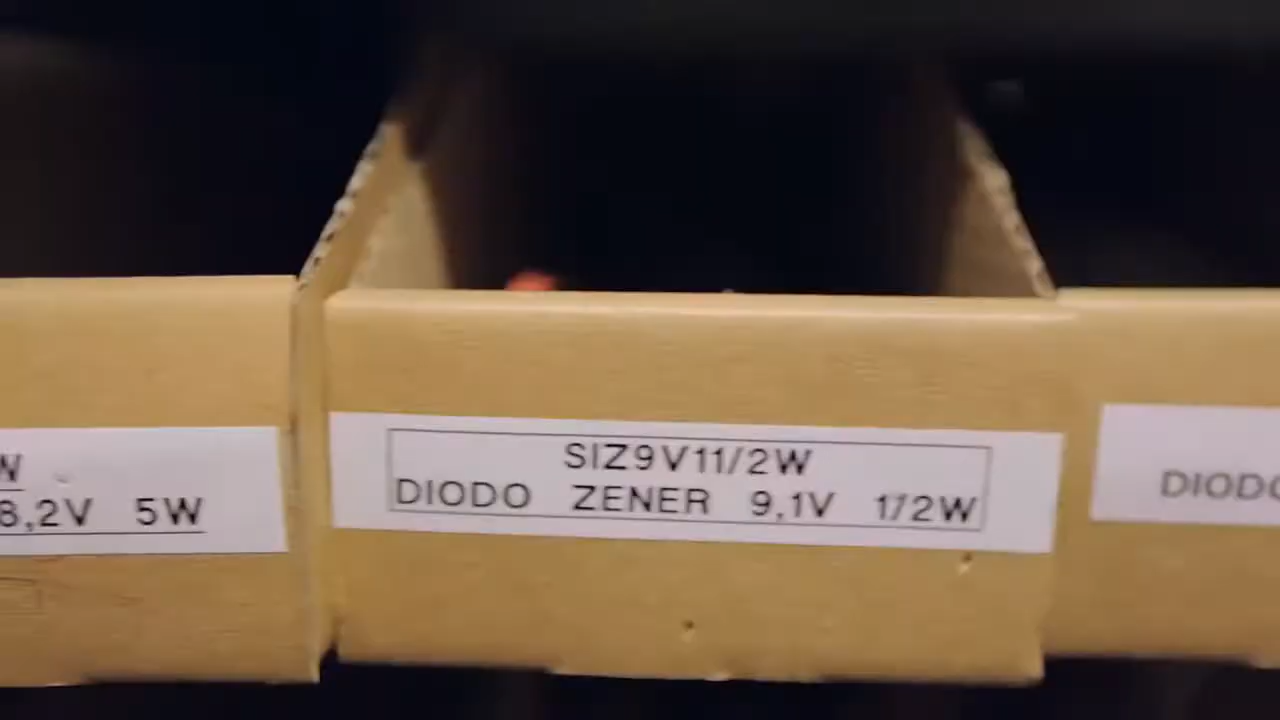 W
8,2V 5W
SIZ9V11/2W
DIODO ZENER 9,1V 1/2W
DIODO